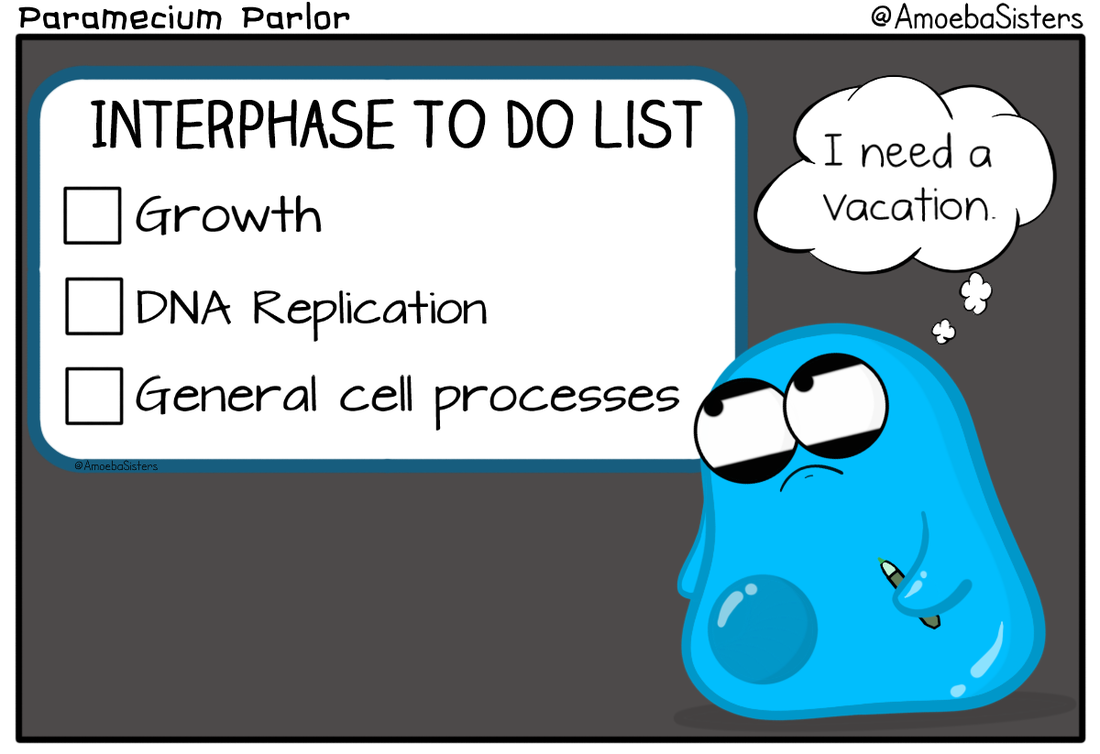 Paramecium Parlor
@AmoebaSisters
INTERPHASE TO DO LIST
Growth
DNA Replication
General cell processes
@AmoebaSisters
I need a
vacation.